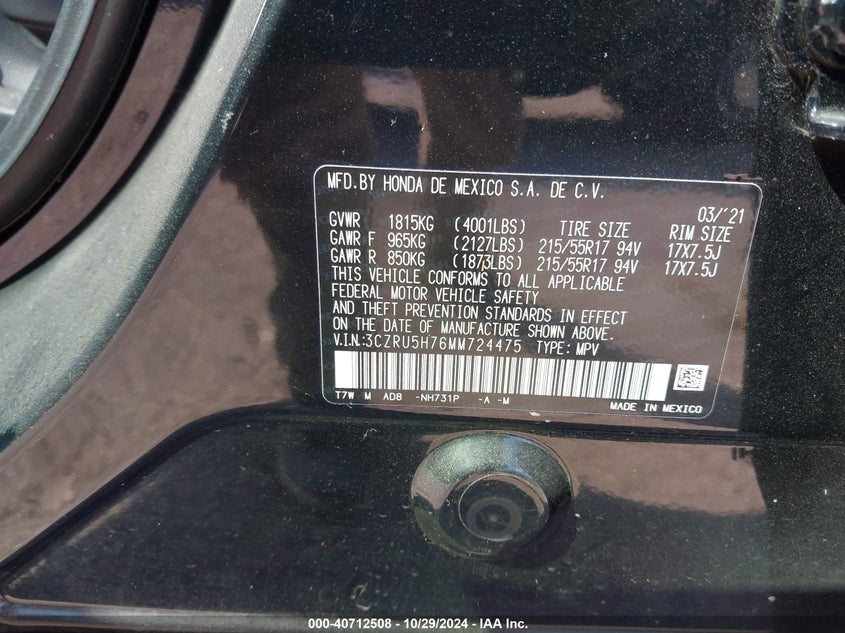 MFD.BY HONDA DE MEXICO S.A. DE C.V.
03/'21
GVWR 1815KG (4001LBS) TIRE SIZE RIM SIZE
GAWR F 965KG (2127LBS) 215/55R17 94V 17X7.5J
GAWR R 850KG (1873LBS) 215/55R17 94V 17X7.5J
THIS VEHICLE CONFORMS TO ALL APPLICABLE
FEDERAL MOTOR VEHICLE SAFETY
AND THEFT PREVENTION STANDARDS IN EFFECT
ON THE DATE OF MANUFACTURE SHOWN ABOVE.
V.I.N:3CZRU5H76MM724475 TYPE: MPV
T7W M AD8 -NH731P -A -M MADE IN MEXICO
000-40712508 - 10/29/2024 - IAA Inc.